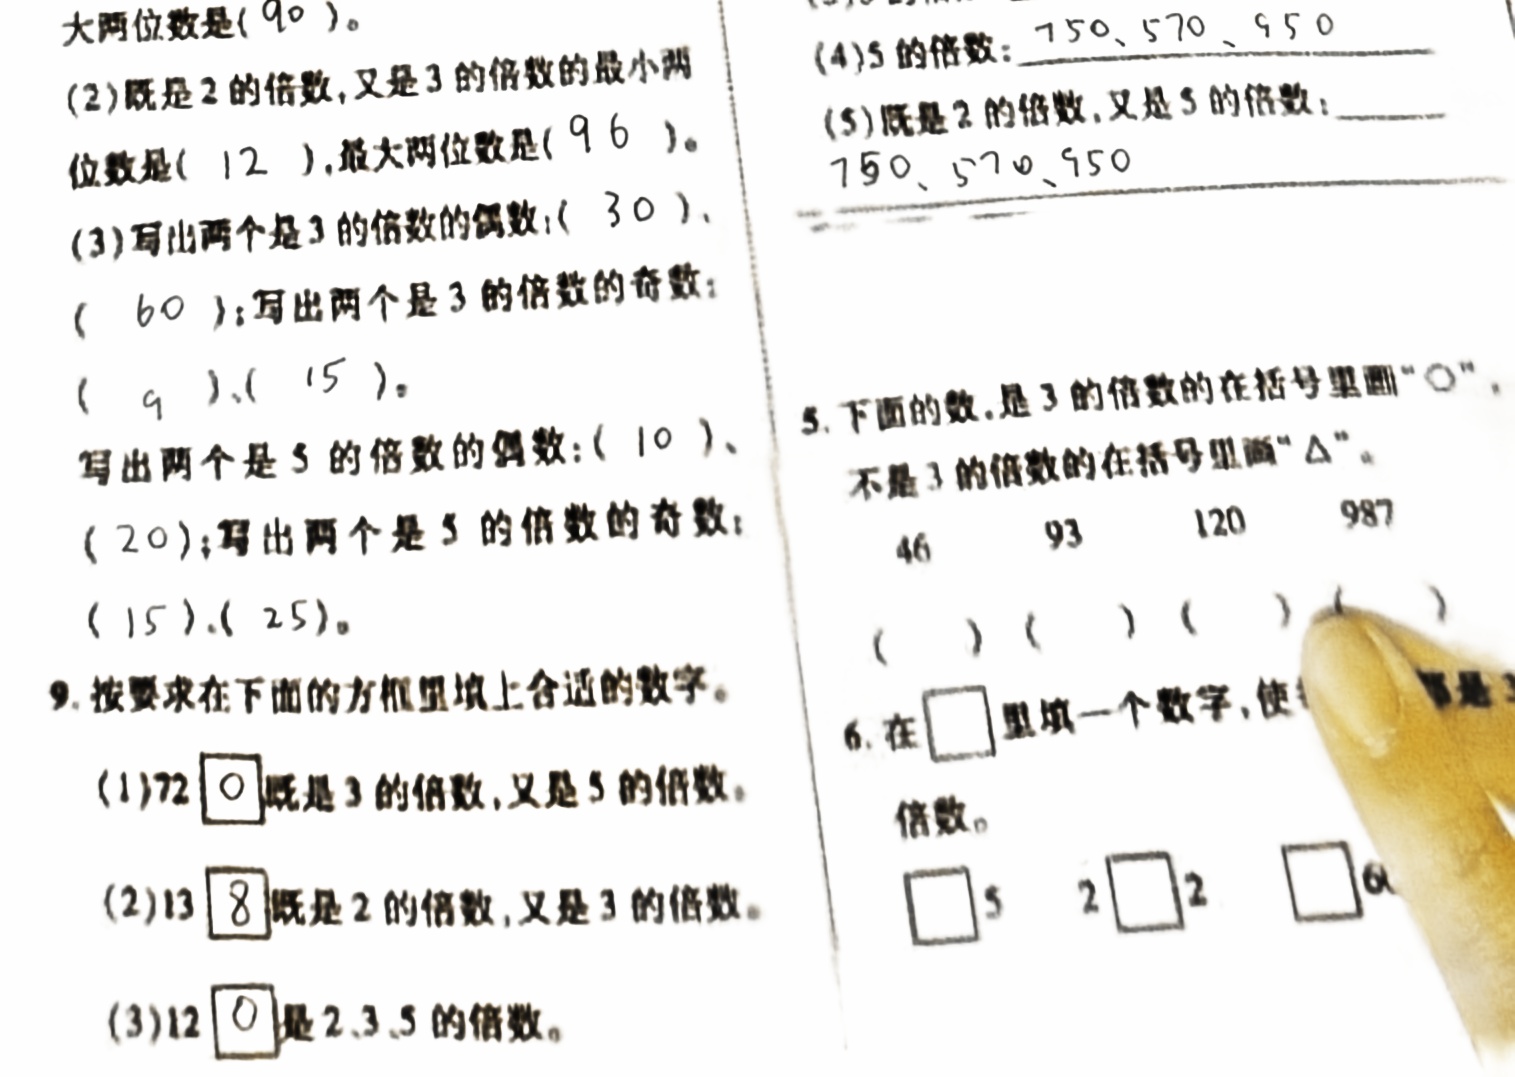 大两位数是(90)。
(2)既是2的倍数,又是3的倍数的最小两
位数是(12),最大两位数是(96)。
(3)写出两个是3的倍数的偶数:(30)、
(60);写出两个是3的倍数的奇数:
(9)、(15)。
写出两个是5的倍数的偶数:(10)、
(20);写出两个是5的倍数的奇数:
(15)、(25)。
9.按要求在下面的方框里填上合适的数字。
(1)72 0 既是3的倍数,又是5的倍数。
(2)13 8 既是2的倍数,又是3的倍数。
(3)12 0 是2、3、5的倍数。
(4)5的倍数:750、570、950
(5)既是2的倍数,又是5的倍数:
750、570、950
5.下面的数,是3的倍数的在括号里画“○”,
不是3的倍数的在括号里画“△”。
46 93 120 987
( ) ( ) ( ) ( )
6.在□里填一个数字,使 都是3
倍数。
□5 2□2 □60